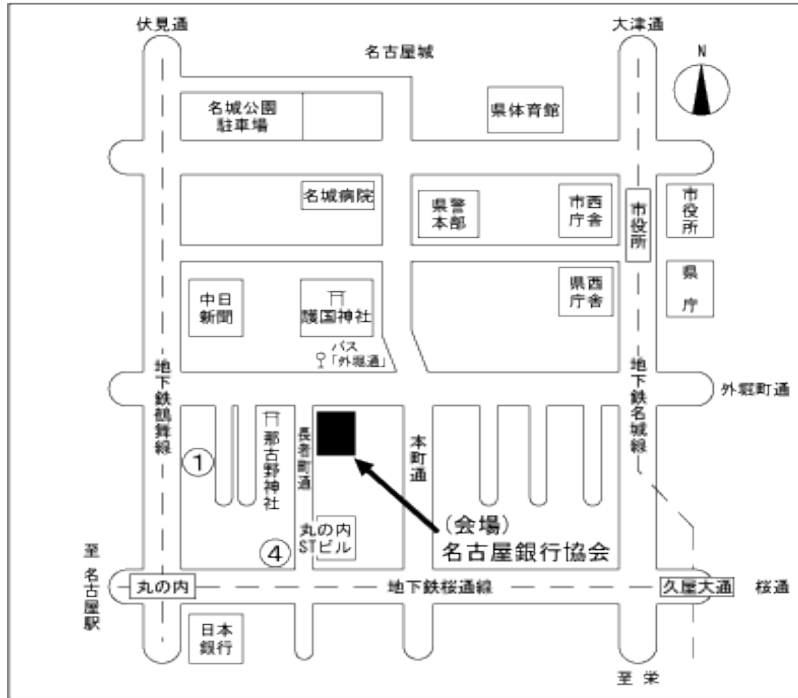 伏見通
大津通
名古屋城
N
名城公園
駐車場
県体育館
名城病院
県警
本部
市西
庁舎
市役所
市役所
中日
新聞
護国神社
県西
庁舎
県庁
バス
「外堀通」
地下鉄鶴舞線
地下鉄名城線
外堀町通
①
那古野神社
長者町通
本町通
(会場)
名古屋銀行協会
丸の内
STビル
④
至名古屋駅
丸の内
地下鉄桜通線
久屋大通
桜通
日本
銀行
至栄